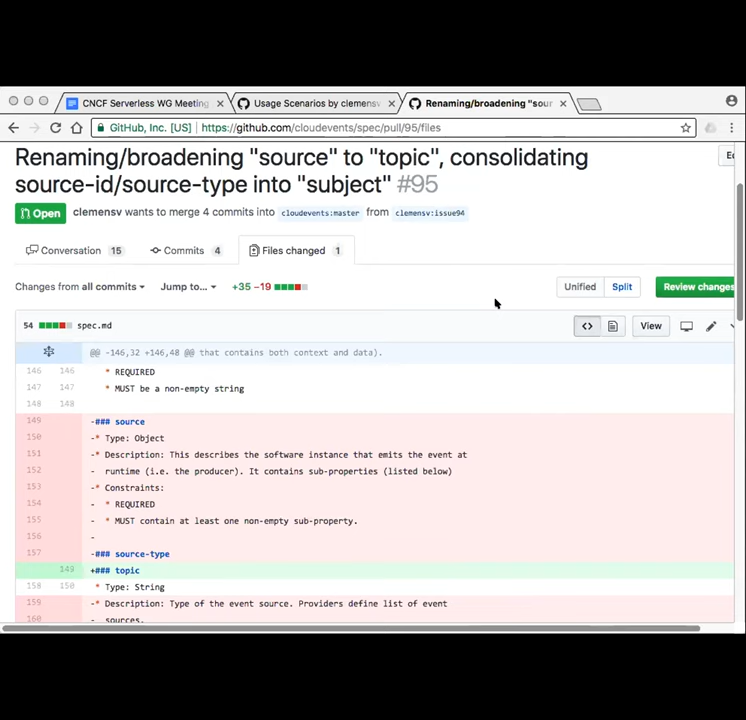 CNCF Serverless WG Meeting
Usage Scenarios by clemensv
Renaming/broadening "sour
GitHub, Inc. [US] https://github.com/cloudevents/spec/pull/95/files
Renaming/broadening "source" to "topic", consolidating
source-id/source-type into "subject" #95
Open clemensv wants to merge 4 commits into cloudevents:master from clemensv:issue94
Conversation 15 Commits 4 Files changed 1
Changes from all commits Jump to... +35 −19 Unified Split Review changes
54 spec.md View
@@ -146,32 +146,48 @@ that contains both context and data).
146 146 * REQUIRED
147 147 * MUST be a non-empty string
148 148
149 -### source
150 -* Type: Object
151 -* Description: This describes the software instance that emits the event at
152 - runtime (i.e. the producer). It contains sub-properties (listed below)
153 -* Constraints:
154 - * REQUIRED
155 - * MUST contain at least one non-empty sub-property.
156 -
157 -### source-type
149 +### topic
158 150 * Type: String
159 -* Description: Type of the event source. Providers define list of event
160 - sources.